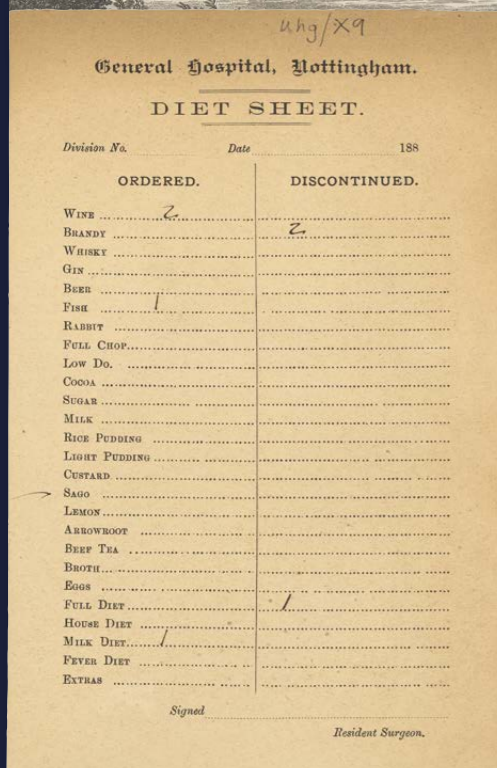 uhg/x9
General Hospital, Nottingham.
DIET SHEET.
Division No. Date 188
ORDERED. DISCONTINUED.
WINE 2
BRANDY 2
WHISKY
GIN
BEER
FISH 1
RABBIT
FULL CHOP
LOW DO.
COCOA
SUGAR
MILK
RICE PUDDING
LIGHT PUDDING
CUSTARD
SAGO
LEMON
ARROWROOT
BEEF TEA
BROTH
EGGS
FULL DIET 1
HOUSE DIET
MILK DIET 1
FEVER DIET
EXTRAS
Signed
Resident Surgeon.